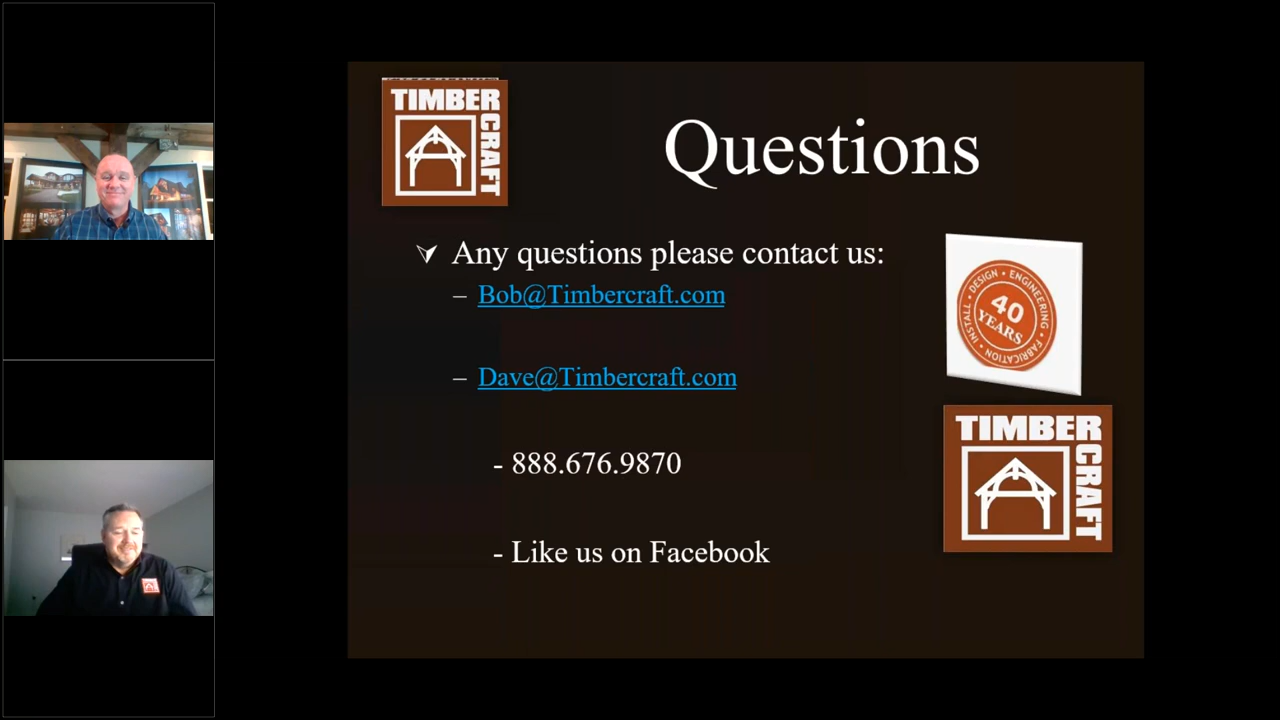 TIMBER
CRAFT
Questions
⮛ Any questions please contact us:
– Bob@Timbercraft.com
– Dave@Timbercraft.com
- 888.676.9870
- Like us on Facebook
DESIGN • ENGINEERING • FABRICATION • INSTALL •
40
YEARS
TIMBER
CRAFT